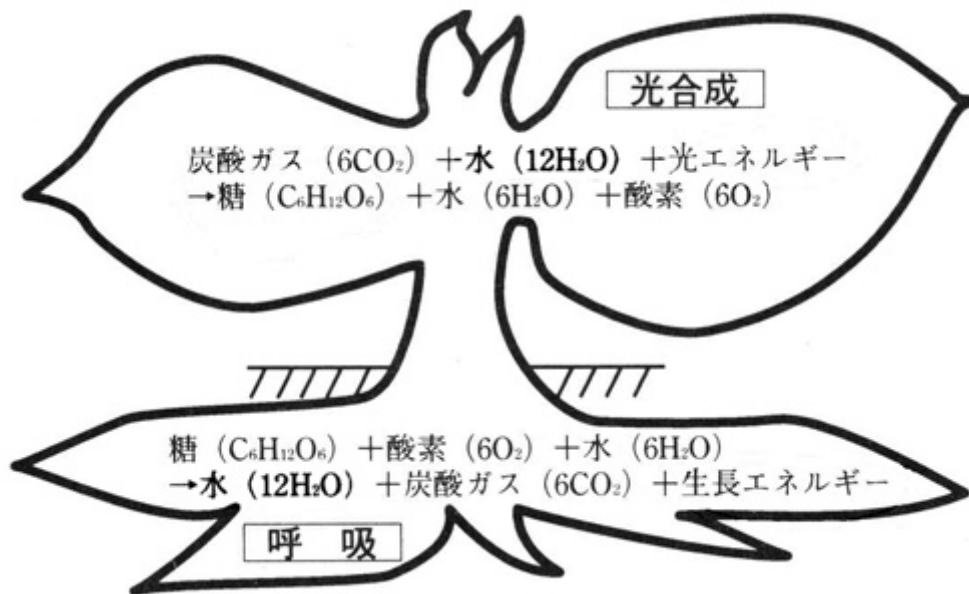 光合成
炭酸ガス（6CO₂）＋水（12H₂O）＋光エネルギー
→糖（C₆H₁₂O₆）＋水（6H₂O）＋酸素（6O₂）
糖（C₆H₁₂O₆）＋酸素（6O₂）＋水（6H₂O）
→水（12H₂O）＋炭酸ガス（6CO₂）＋生長エネルギー
呼　吸